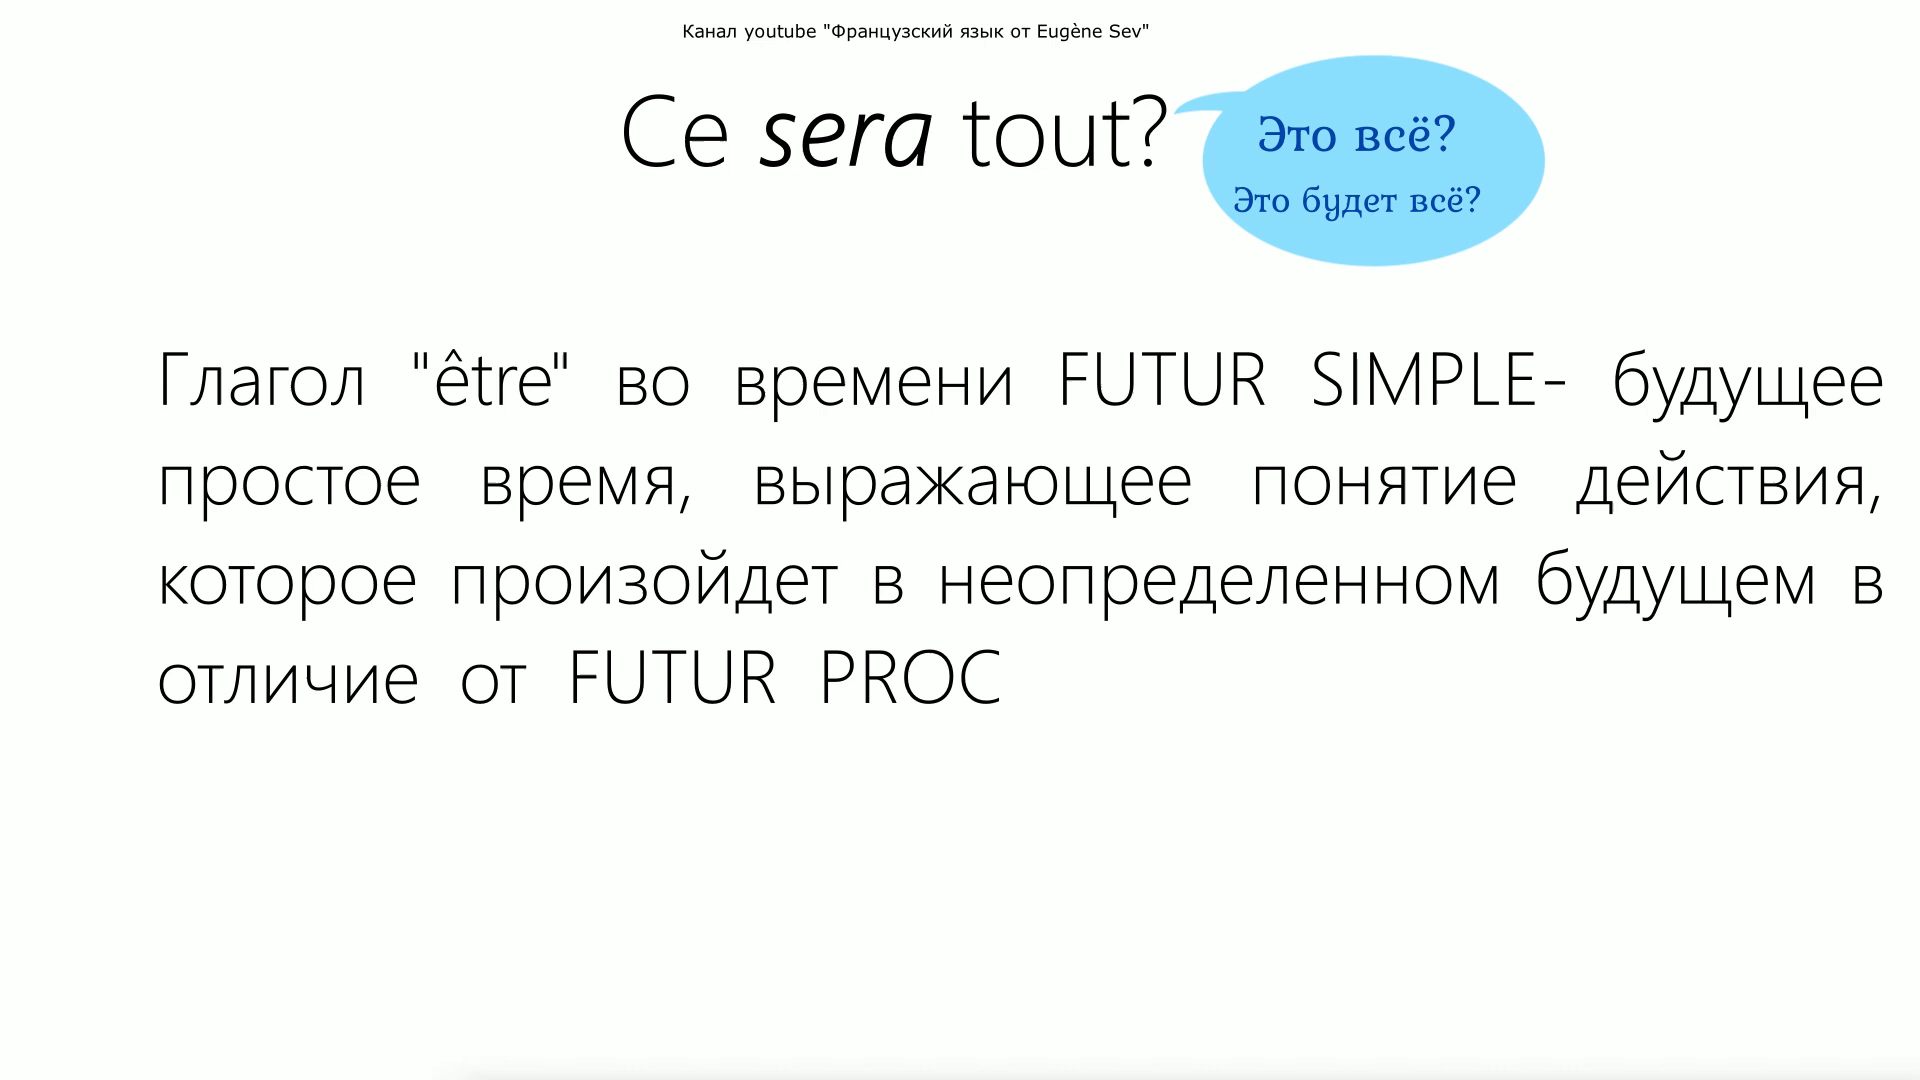 Канал youtube "Французский язык от Eugène Sev"
Ce sera tout?
Это всё?
Это будет всё?
Глагол "être" во времени FUTUR SIMPLE- будущее
простое время, выражающее понятие действия,
которое произойдет в неопределенном будущем в
отличие от FUTUR PROC